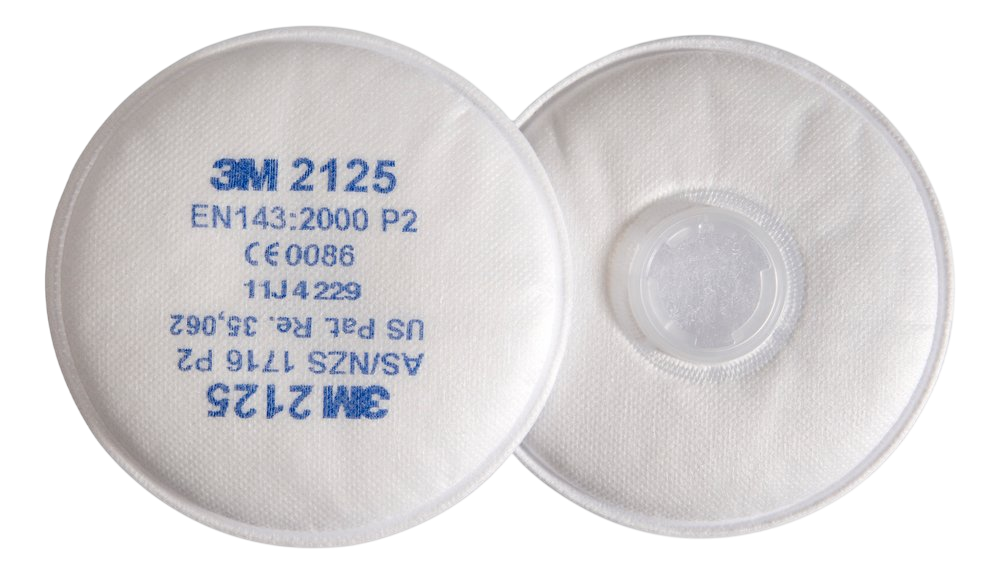 3M 2125
EN143:2000 P2
CE 0086
11J4229
US Pat. Re. 35,062
AS/NZS 1716 P2
3M 2125